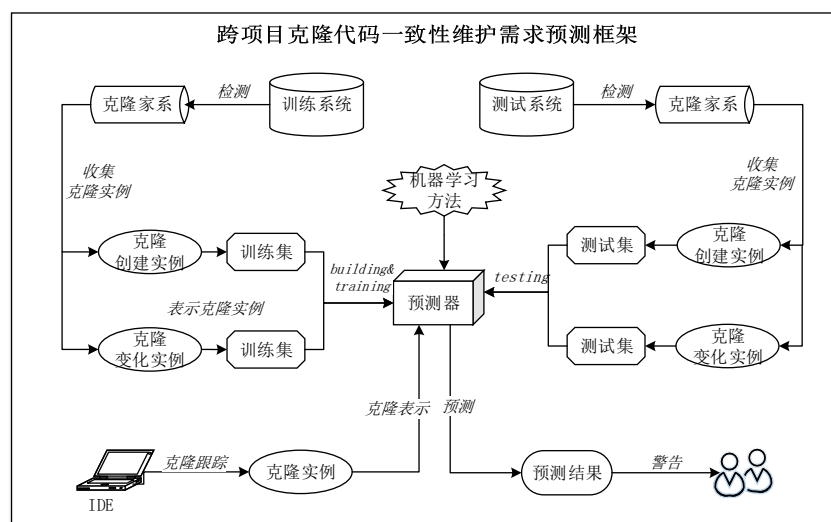 跨项目克隆代码一致性维护需求预测框架
克隆家系
检测
训练系统
测试系统
检测
克隆家系
收集
克隆实例
机器学习
方法
收集
克隆实例
克隆
创建实例
训练集
building&
training
预测器
testing
测试集
克隆
创建实例
表示克隆实例
克隆
变化实例
训练集
测试集
克隆
变化实例
克隆表示
预测
IDE
克隆跟踪
克隆实例
预测结果
警告